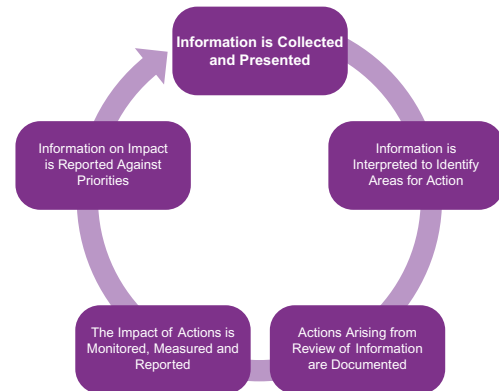 Information is Collected
and Presented
Information is
Interpreted to Identify
Areas for Action
Actions Arising from
Review of Information
are Documented
The Impact of Actions is
Monitored, Measured and
Reported
Information on Impact
is Reported Against
Priorities